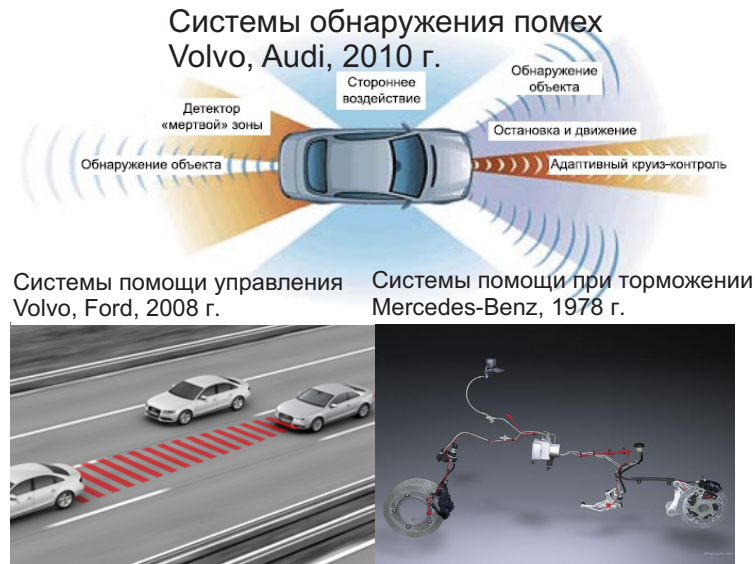 Системы обнаружения помех
Volvo, Audi, 2010 г.
Стороннее
воздействие
Обнаружение
объекта
Детектор
«мертвой» зоны
Остановка и движение
Обнаружение объекта
Адаптивный круиз-контроль
Системы помощи управления
Volvo, Ford, 2008 г.
Системы помощи при торможении
Mercedes-Benz, 1978 г.